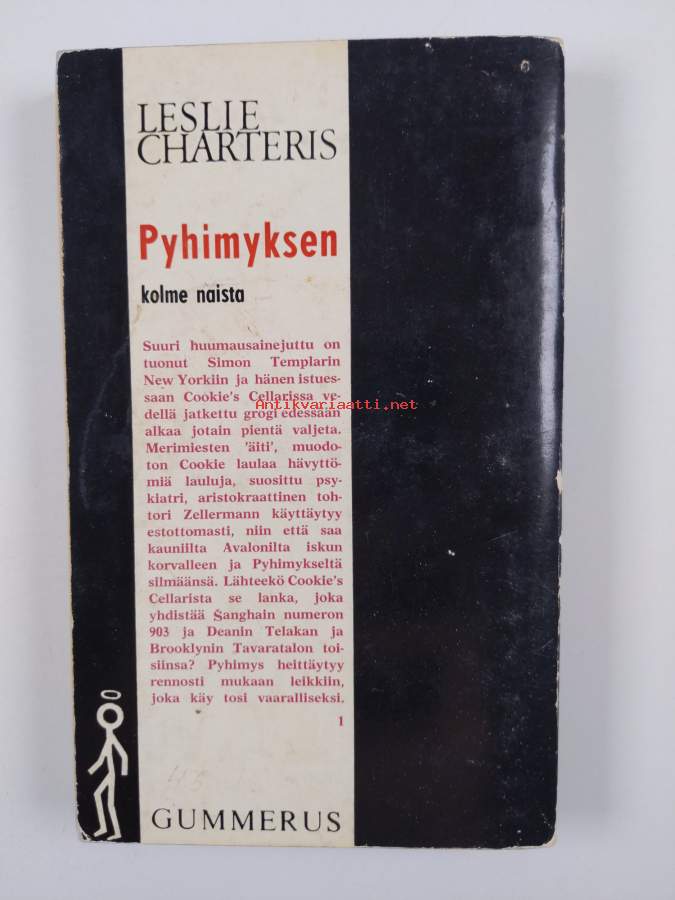 LESLIE
CHARTERIS
Pyhimyksen
kolme naista
Suuri huumausainejuttu on
tuonut Simon Templarin
New Yorkiin ja hänen istues-
saan Cookie's Cellarissa ve-
dellä jatkettu grogi edessään
Antikvariaatti.net
alkaa jotain pientä valjeta.
Merimiesten 'äiti', muodo-
ton Cookie laulaa hävyttö-
miä lauluja, suosittu psy-
kiatri, aristokraattinen toh-
tori Zellermann käyttäytyy
estottomasti, niin että saa
kauniilta Avalonilta iskun
korvalleen ja Pyhimykseltä
silmäänsä. Lähteekö Cookie's
Cellarista se lanka, joka
yhdistää Šanghain numeron
903 ja Deanin Telakan ja
Brooklynin Tavaratalon toi-
siinsa? Pyhimys heittäytyy
rennosti mukaan leikkiin,
joka käy tosi vaaralliseksi.
1
GUMMERUS